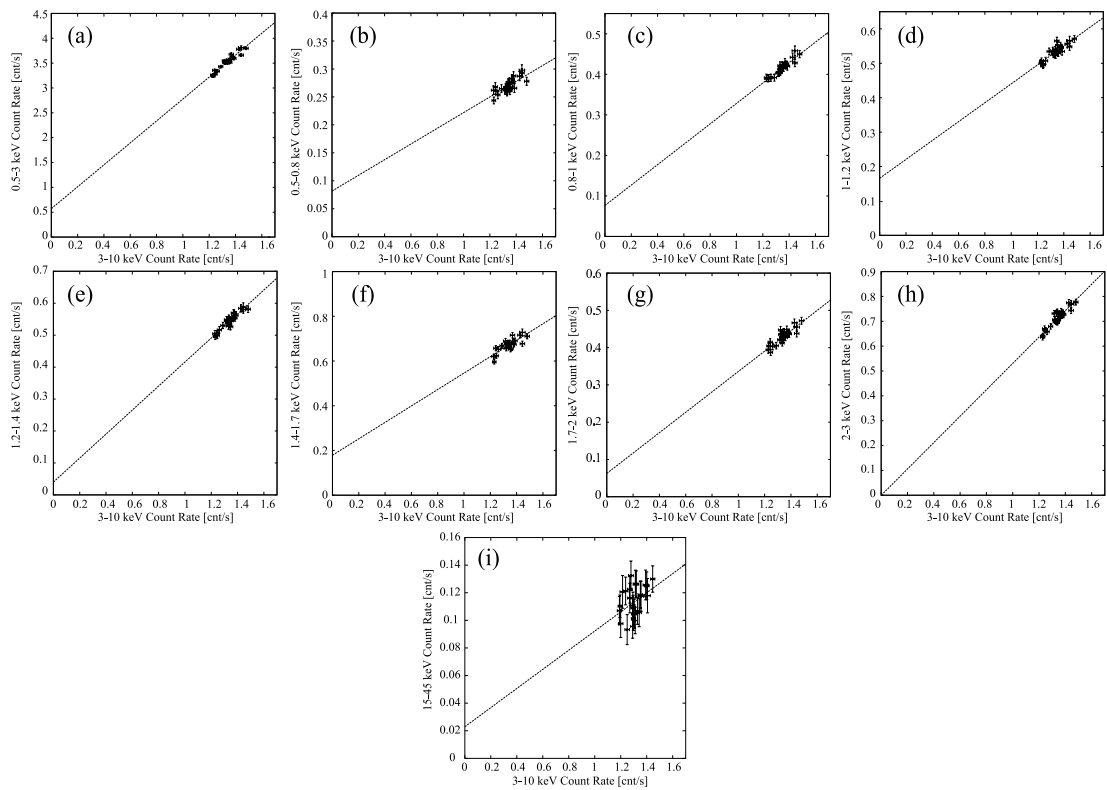 (a)
0.5-3 keV Count Rate [cnt/s]
4.5
4
3.5
3
2.5
2
1.5
1
0.5
0
0 0.2 0.4 0.6 0.8 1 1.2 1.4 1.6
3-10 keV Count Rate [cnt/s]
(b)
0.5-0.8 keV Count Rate [cnt/s]
0.4
0.35
0.3
0.25
0.2
0.15
0.1
0.05
0
0 0.2 0.4 0.6 0.8 1 1.2 1.4 1.6
3-10 keV Count Rate [cnt/s]
(c)
0.8-1 keV Count Rate [cnt/s]
0.5
0.4
0.3
0.2
0.1
0
0 0.2 0.4 0.6 0.8 1 1.2 1.4 1.6
3-10 keV Count Rate [cnt/s]
(d)
1-1.2 keV Count Rate [cnt/s]
0.6
0.5
0.4
0.3
0.2
0.1
0
0 0.2 0.4 0.6 0.8 1 1.2 1.4 1.6
3-10 keV Count Rate [cnt/s]
(e)
1.2-1.4 keV Count Rate [cnt/s]
0.7
0.6
0.5
0.4
0.3
0.2
0.1
0
0 0.2 0.4 0.6 0.8 1 1.2 1.4 1.6
3-10 keV Count Rate [cnt/s]
(f)
1.4-1.7 keV Count Rate [cnt/s]
1
0.8
0.6
0.4
0.2
0
0 0.2 0.4 0.6 0.8 1 1.2 1.4 1.6
3-10 keV Count Rate [cnt/s]
(g)
1.7-2 keV Count Rate [cnt/s]
0.6
0.5
0.4
0.3
0.2
0.1
0
0 0.2 0.4 0.6 0.8 1 1.2 1.4 1.6
3-10 keV Count Rate [cnt/s]
(h)
2-3 keV Count Rate [cnt/s]
0.9
0.8
0.7
0.6
0.5
0.4
0.3
0.2
0.1
0
0 0.2 0.4 0.6 0.8 1 1.2 1.4 1.6
3-10 keV Count Rate [cnt/s]
(i)
15-45 keV Count Rate [cnt/s]
0.16
0.14
0.12
0.1
0.08
0.06
0.04
0.02
0
0 0.2 0.4 0.6 0.8 1 1.2 1.4 1.6
3-10 keV Count Rate [cnt/s]